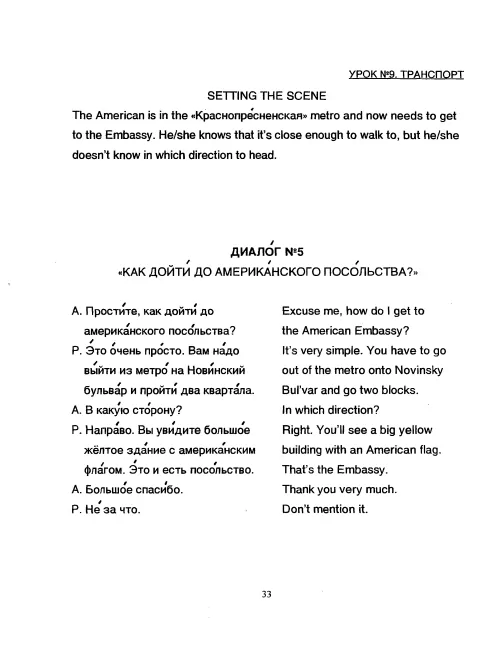 УРОК №9. ТРАНСПОРТ
SETTING THE SCENE
The American is in the «Краснопре́сненская» metro and now needs to get
to the Embassy. He/she knows that it's close enough to walk to, but he/she
doesn't know in which direction to head.
ДИАЛО́Г №5
«КАК ДОЙТИ́ ДО АМЕРИКА́НСКОГО ПОСО́ЛЬСТВА?»
А. Прости́те, как дойти́ до
америка́нского посо́льства?
Р. Э́то о́чень про́сто. Вам на́до
вы́йти из метро́ на Нови́нский
бульва́р и пройти́ два кварта́ла.
А. В каку́ю сто́рону?
Р. Напра́во. Вы уви́дите большо́е
жёлтое зда́ние с америка́нским
фла́гом. Э́то и есть посо́льство.
А. Большо́е спаси́бо.
Р. Не́ за что.
Excuse me, how do I get to
the American Embassy?
It's very simple. You have to go
out of the metro onto Novinsky
Bul'var and go two blocks.
In which direction?
Right. You'll see a big yellow
building with an American flag.
That's the Embassy.
Thank you very much.
Don't mention it.
33